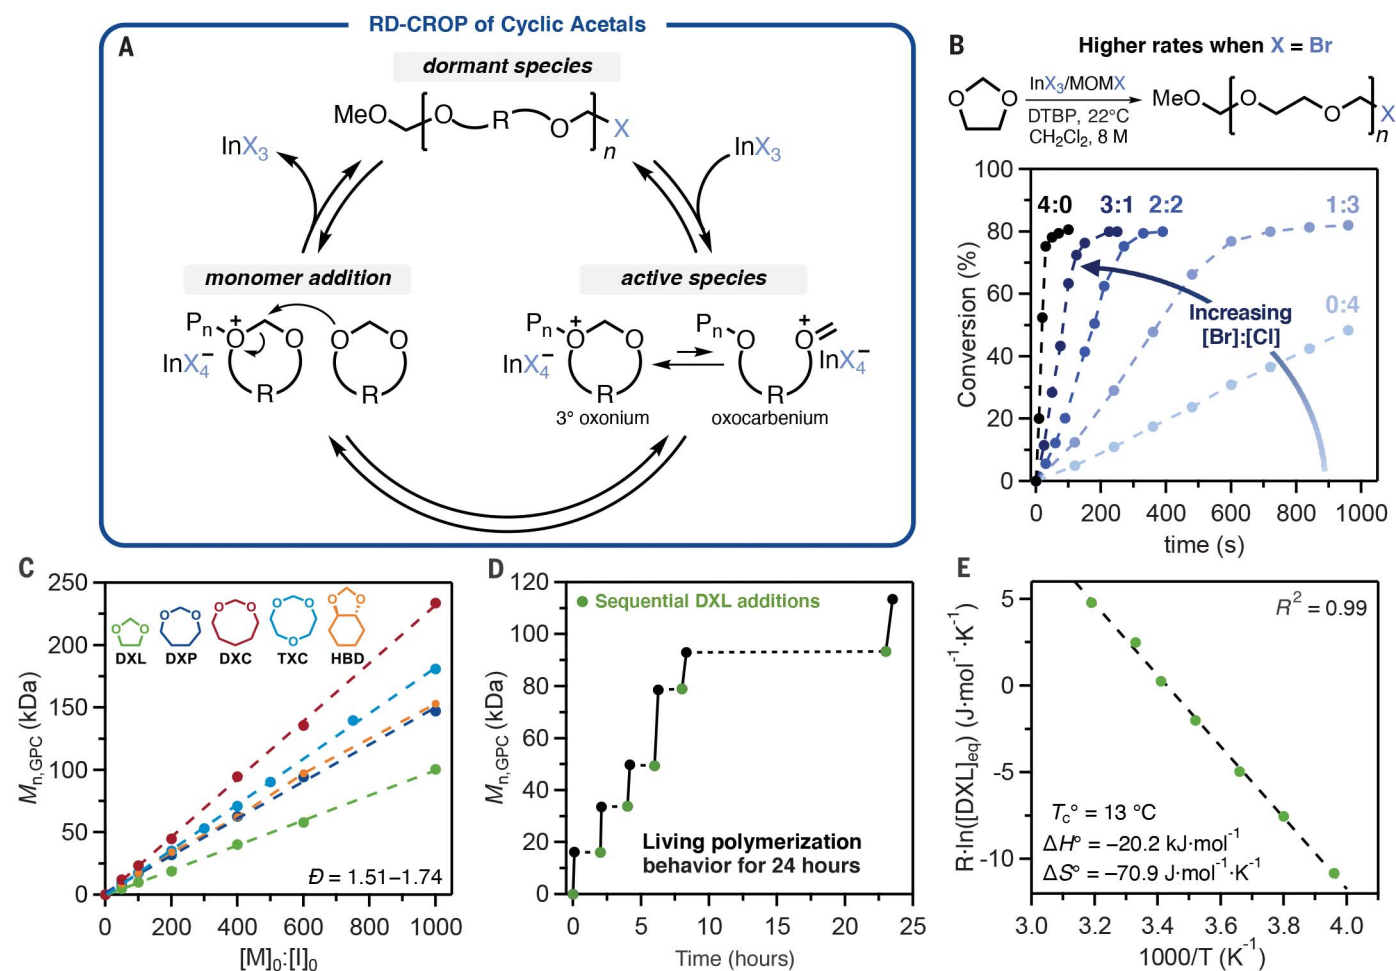 RD-CROP of Cyclic Acetals
A
dormant species
MeO
O
R
O
X
n
InX3
InX3
monomer addition
active species
Pn
+
O
O
O
O
InX4−
R
R
Pn
+
O
O
InX4−
R
3° oxonium
Pn
O
+
O
InX4−
R
oxocarbenium
B
Higher rates when X = Br
O
O
InX3/MOMX
DTBP, 22°C
CH2Cl2, 8 M
MeO
O
O
X
n
4:0
3:1
2:2
1:3
0:4
Increasing
[Br]:[Cl]
Conversion (%)
100
80
60
40
20
0
0 200 400 600 800 1000
time (s)
C
Mn,GPC (kDa)
250
200
150
100
50
0
O O
O O
O O
O O
O
O O
DXL DXP DXC TXC HBD
Đ = 1.51–1.74
0 200 400 600 800 1000
[M]0:[I]0
D
Mn,GPC (kDa)
120
100
80
60
40
20
0
Sequential DXL additions
Living polymerization
behavior for 24 hours
0 5 10 15 20 25
Time (hours)
E
R·ln([DXL]eq) (J·mol-1·K-1)
5
0
-5
-10
R2 = 0.99
Tc° = 13 °C
ΔH° = −20.2 kJ·mol-1
ΔS° = −70.9 J·mol-1·K-1
3.0 3.2 3.4 3.6 3.8 4.0
1000/T (K-1)